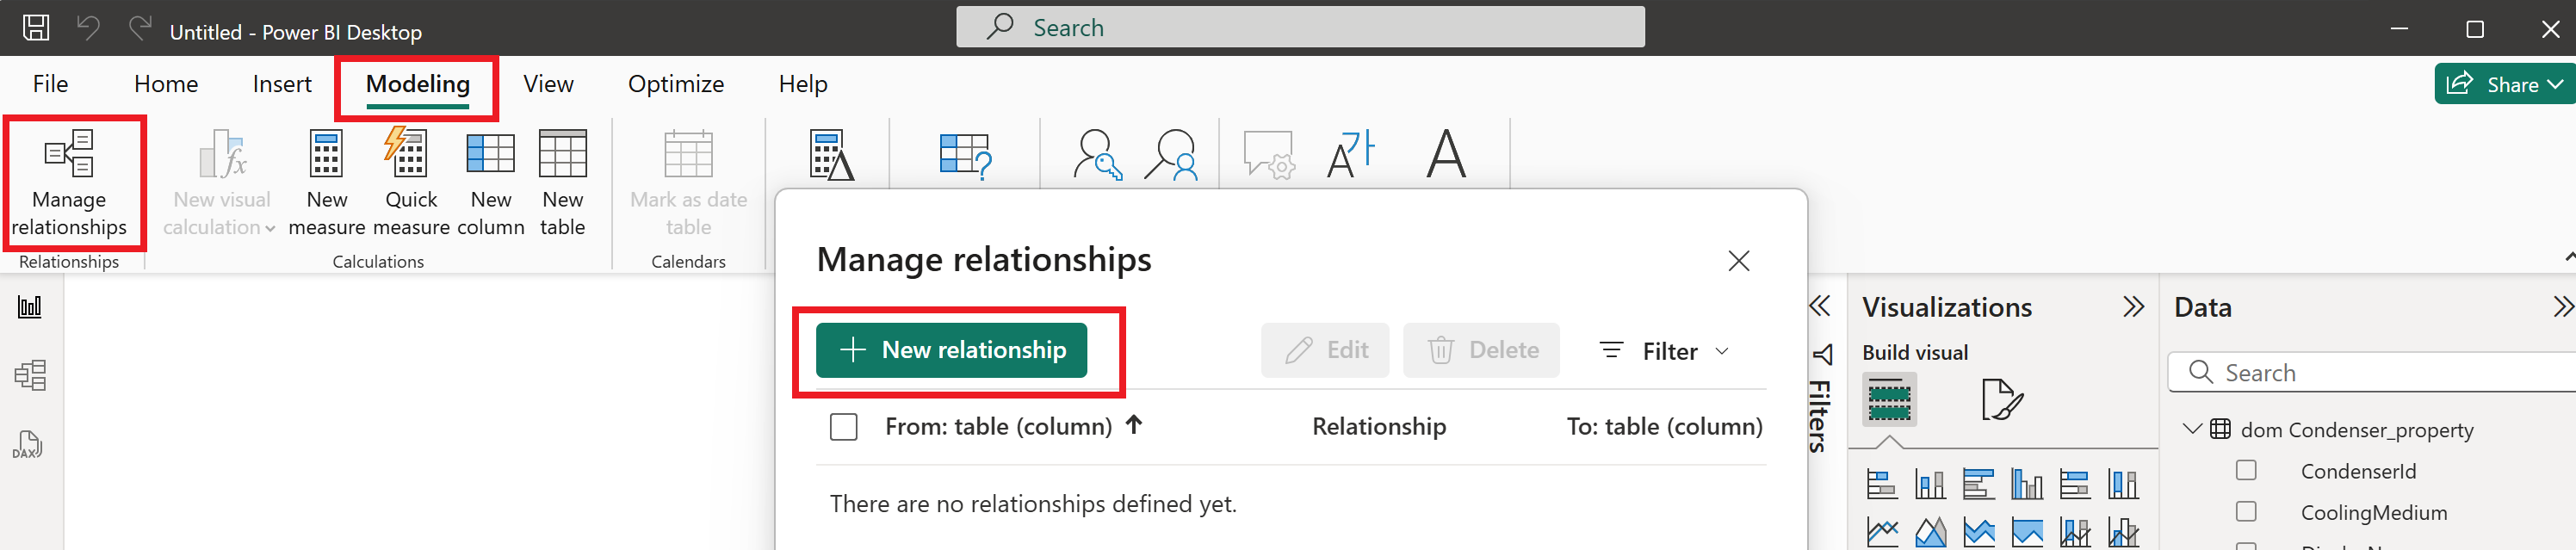 Untitled - Power BI Desktop
Search
File
Home
Insert
Modeling
View
Optimize
Help
Share
Manage
relationships
New visual
calculation
New
measure
Quick
measure
New
column
New
table
Mark as date
table
Relationships
Calculations
Calendars
Manage relationships
New relationship
Edit
Delete
Filter
From: table (column)
Relationship
To: table (column)
There are no relationships defined yet.
Filters
Visualizations
Build visual
Data
Search
dom Condenser_property
CondenserId
CoolingMedium
DAX